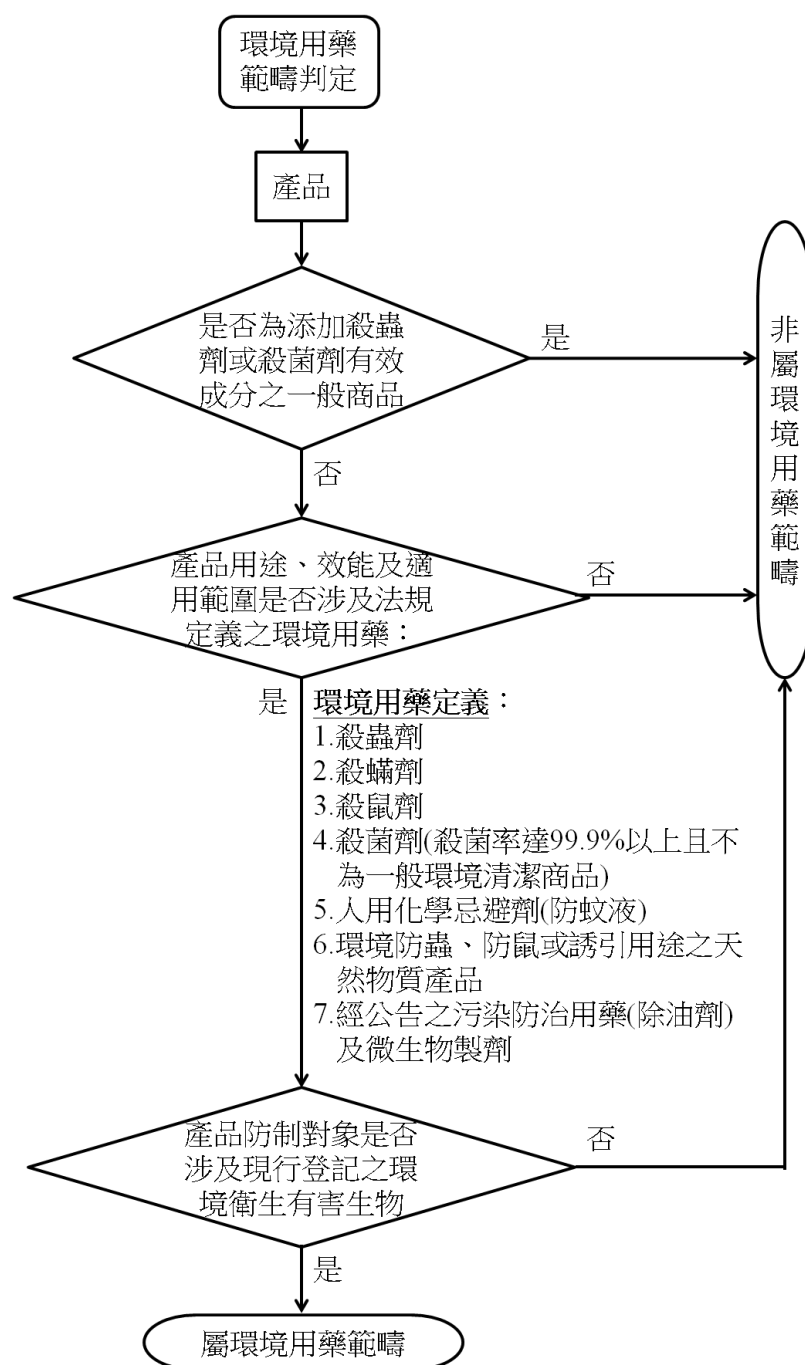 環境用藥
範疇判定
產品
是否為添加殺蟲
劑或殺菌劑有效
成分之一般商品
是
否
產品用途、效能及適
用範圍是否涉及法規
定義之環境用藥：
否
是
環境用藥定義：
1.殺蟲劑
2.殺蟎劑
3.殺鼠劑
4.殺菌劑(殺菌率達99.9%以上且不
為一般環境清潔商品)
5.人用化學忌避劑(防蚊液)
6.環境防蟲、防鼠或誘引用途之天
然物質產品
7.經公告之污染防治用藥(除油劑)
及微生物製劑
產品防制對象是否
涉及現行登記之環
境衛生有害生物
否
是
屬環境用藥範疇
非屬環境用藥範疇